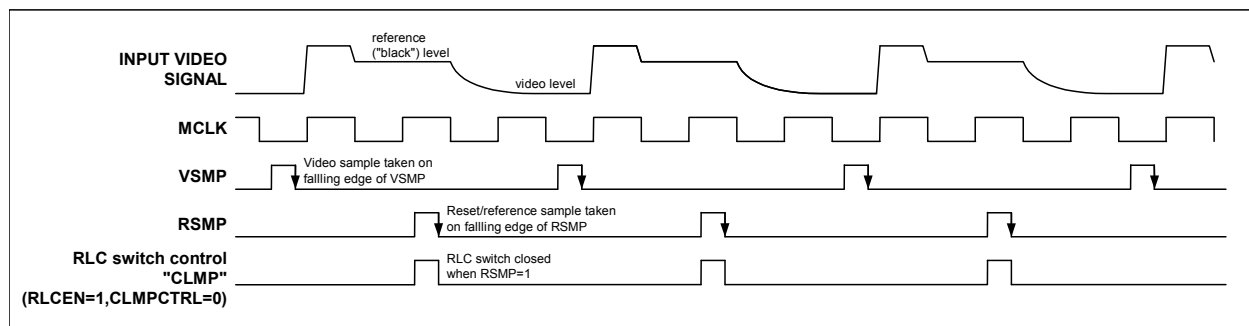 INPUT VIDEO
SIGNAL
reference
("black") level
video level
MCLK
VSMP
Video sample taken on
fallling edge of VSMP
RSMP
Reset/reference sample taken
on fallling edge of RSMP
RLC switch control
"CLMP"
(RLCEN=1,CLMPCTRL=0)
RLC switch closed
when RSMP=1